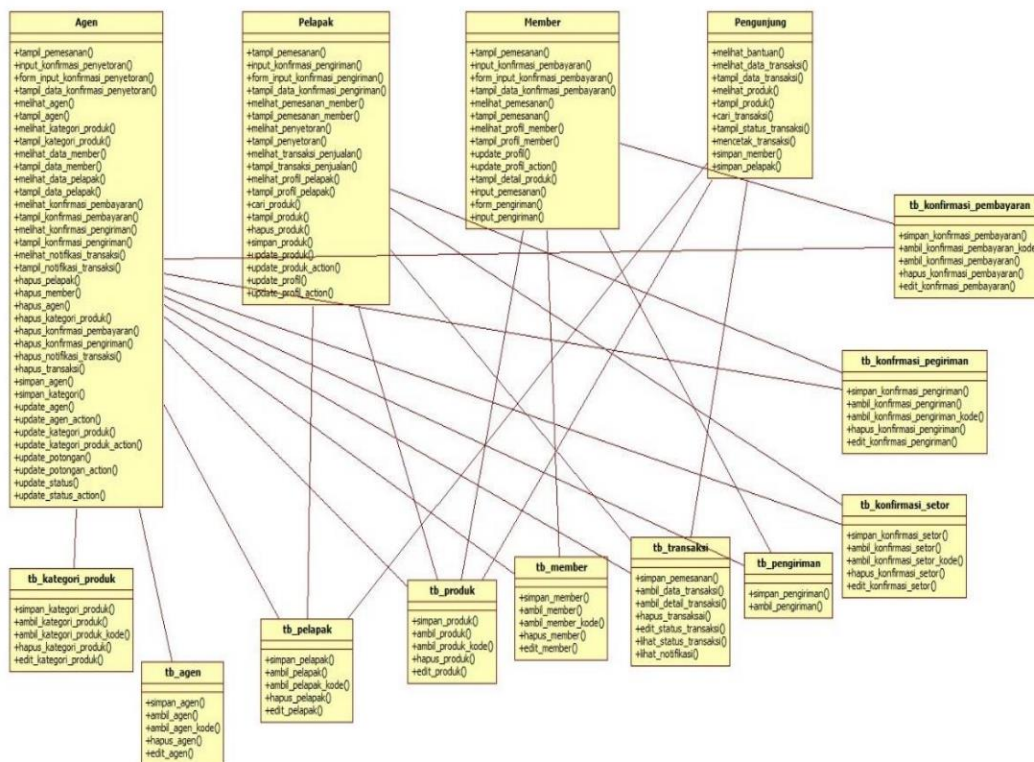 Agen
+tampil_pemesanan()
+input_konfirmasi_penyetoran()
+form_input_konfirmasi_penyetoran()
+tampil_data_konfirmasi_penyetoran()
+melihat_agen()
+tampil_agen()
+melihat_kategori_produk()
+tampil_kategori_produk()
+melihat_data_member()
+tampil_data_member()
+melihat_data_pelapak()
+tampil_data_pelapak()
+melihat_konfirmasi_pembayaran()
+tampil_konfirmasi_pembayaran()
+melihat_konfirmasi_pengiriman()
+tampil_konfirmasi_pengiriman()
+melihat_notifikasi_transaksi()
+tampil_notifkasi_transaksi()
+hapus_pelapak()
+hapus_member()
+hapus_agen()
+hapus_kategori_produk()
+hapus_konfirmasi_pembayaran()
+hapus_konfirmasi_pengiriman()
+hapus_notifikasi_transaksi()
+hapus_transaksi()
+simpan_agen()
+simpan_kategori()
+update_agen()
+update_agen_action()
+update_kategori_produk()
+update_kategori_produk_action()
+update_potongan()
+update_potongan_action()
+update_status()
+update_status_action()
Pelapak
+tampil_pemesanan()
+input_konfirmasi_pengiriman()
+form_input_konfirmasi_pengiriman()
+tampil_data_konfirmasi_pengiriman()
+melihat_pemesanan_member()
+tampil_pemesanan_member()
+melihat_penyetoran()
+tampil_penyetoran()
+melihat_transaksi_penjualan()
+tampil_transaksi_penjualan()
+melihat_profil_pelapak()
+tampil_profil_pelapak()
+cari_produk()
+tampil_produk()
+hapus_produk()
+simpan_produk()
+update_produk()
+update_produk_action()
+update_profil()
+update_profil_action()
Member
+tampil_pemesanan()
+input_konfirmasi_pembayaran()
+form_input_konfirmasi_pembayaran()
+tampil_data_konfirmasi_pembayaran()
+melihat_pemesanan()
+tampil_pemesanan()
+melihat_profil_member()
+tampil_profil_member()
+update_profil()
+update_profil_action()
+tampil_detail_produk()
+input_pemesanan()
+form_pengiriman()
+input_pengiriman()
Pengunjung
+melihat_bantuan()
+melihat_data_transaksi()
+tampil_data_transaksi()
+melihat_produk()
+tampil_produk()
+cari_transaksi()
+tampil_status_transaksi()
+mencetak_transaksi()
+simpan_member()
+simpan_pelapak()
tb_konfirmasi_pembayaran
+simpan_konfirmasi_pembayaran()
+ambil_konfirmasi_pembayaran_kode()
+ambil_konfirmasi_pembayaran()
+hapus_konfirmasi_pembayaran()
+edit_konfirmasi_pembayaran()
tb_konfrmasi_pegiriman
+simpan_konfirmasi_pengiriman()
+ambil_konfirmasi_pengiriman()
+ambil_konfirmasi_pengiriman_kode()
+hapus_konfirmasi_pengiriman()
+edit_konfirmasi_pengiriman()
tb_konfirmasi_setor
+simpan_konfirmasi_setor()
+ambil_konfirmasi_setor()
+ambil_konfirmasi_setor_kode()
+hapus_konfirmasi_setor()
+edit_konfirmasi_setor()
tb_kategori_produk
+simpan_kategori_produk()
+ambil_kategori_produk()
+ambil_kategori_produk_kode()
+hapus_kategori_produk()
+edit_kategori_produk()
tb_agen
+simpan_agen()
+ambil_agen()
+ambil_agen_kode()
+hapus_agen()
+edit_agen()
tb_pelapak
+simpan_pelapak()
+ambil_pelapak()
+ambil_pelapak_kode()
+hapus_pelapak()
+edit_pelapak()
tb_produk
+simpan_produk()
+ambil_produk()
+ambil_produk_kode()
+hapus_produk()
+edit_produk()
tb_member
+simpan_member()
+ambil_member()
+ambil_member_kode()
+hapus_member()
+edit_member()
tb_transaksi
+simpan_pemesanan()
+ambil_data_transaksi()
+ambil_detail_transaksi()
+hapus_transaksai()
+edit_status_transaksi()
+lihat_status_transaksi()
+lihat_notifikasi()
tb_pengiriman
+simpan_pengiriman()
+ambil_pengiriman()